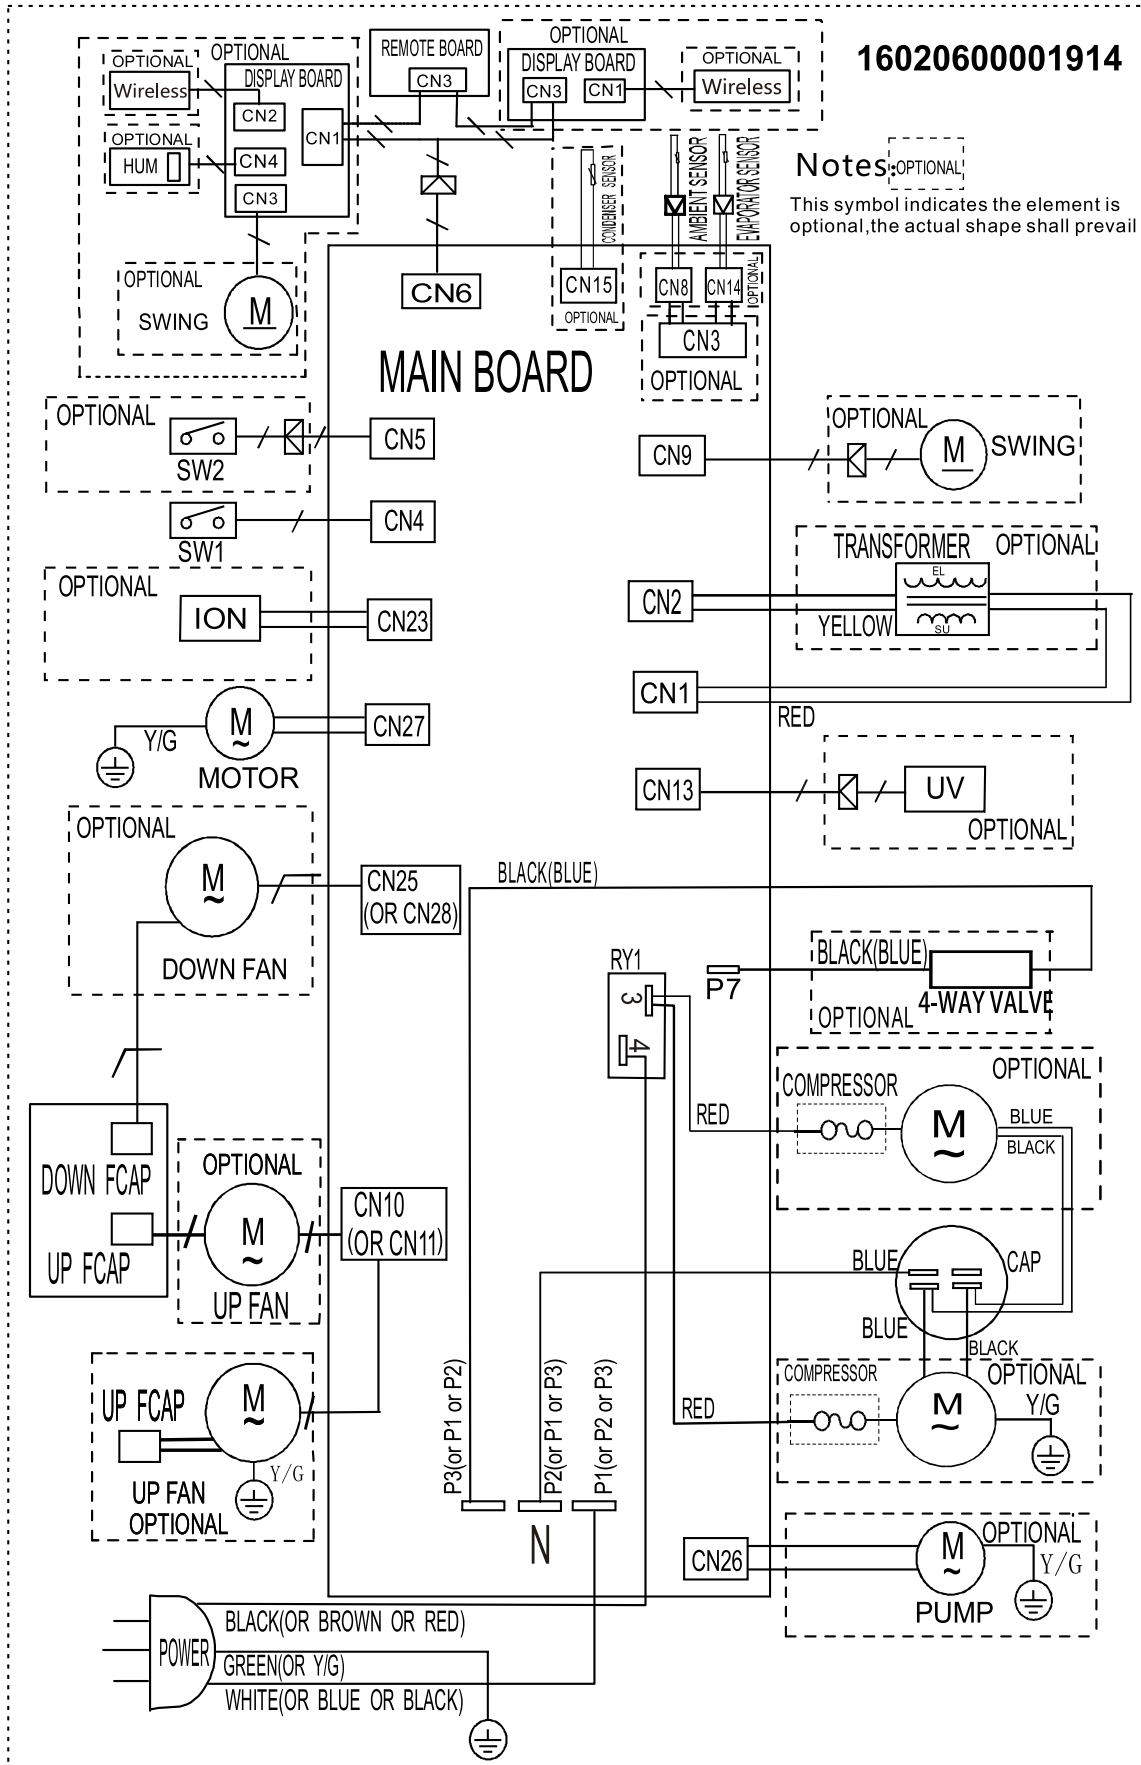 16020600001914
OPTIONAL
OPTIONAL
Wireless
DISPLAY BOARD
CN2
CN1
OPTIONAL
HUM
CN4
CN3
OPTIONAL
SWING
M
REMOTE BOARD
CN3
OPTIONAL
DISPLAY BOARD
CN3
CN1
OPTIONAL
Wireless
Notes:
OPTIONAL
This symbol indicates the element is
optional,the actual shape shall prevail
CN6
CONDENSER SENSOR
CN15
OPTIONAL
AMBIENT SENSOR
EVAPORATOR SENSOR
CN8
CN14
OPTIONAL
CN3
OPTIONAL
MAIN BOARD
OPTIONAL
SW2
CN5
SW1
CN4
OPTIONAL
ION
CN23
M
~
Y/G
MOTOR
CN27
OPTIONAL
M
~
DOWN FAN
CN25
(OR CN28)
DOWN FCAP
UP FCAP
OPTIONAL
M
~
UP FAN
CN10
(OR CN11)
UP FCAP
M
~
Y/G
UP FAN
OPTIONAL
CN9
OPTIONAL
M
SWING
CN2
TRANSFORMER
OPTIONAL
EL
SU
YELLOW
CN1
RED
CN13
UV
OPTIONAL
BLACK(BLUE)
RY1
3
4
P7
BLACK(BLUE)
4-WAY VALVE
OPTIONAL
RED
COMPRESSOR
OPTIONAL
M
~
BLUE
BLACK
BLUE
CAP
BLUE
BLACK
RED
COMPRESSOR
OPTIONAL
M
~
Y/G
P3(or P1 or P2)
P2(or P1 or P3)
P1(or P2 or P3)
N
CN26
M
~
OPTIONAL
Y/G
PUMP
POWER
BLACK(OR BROWN OR RED)
GREEN(OR Y/G)
WHITE(OR BLUE OR BLACK)